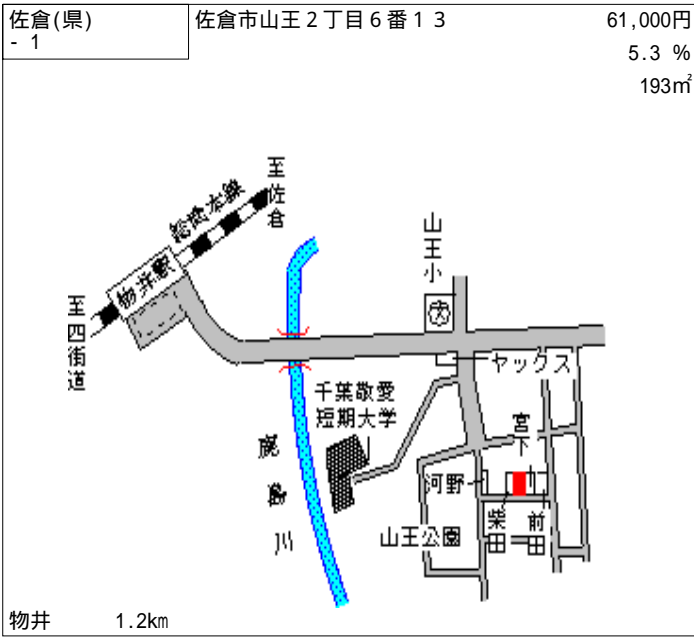 佐倉(県)
- 1
佐倉市山王２丁目６番１３
61,000円
5.3 %
193㎡
至佐倉
総武本線
物井駅
至四街道
山王小
文
ヤックス
千葉敬愛
短期大学
鹿島川
宮下
河野
柴田
前田
山王公園
物井 1.2km